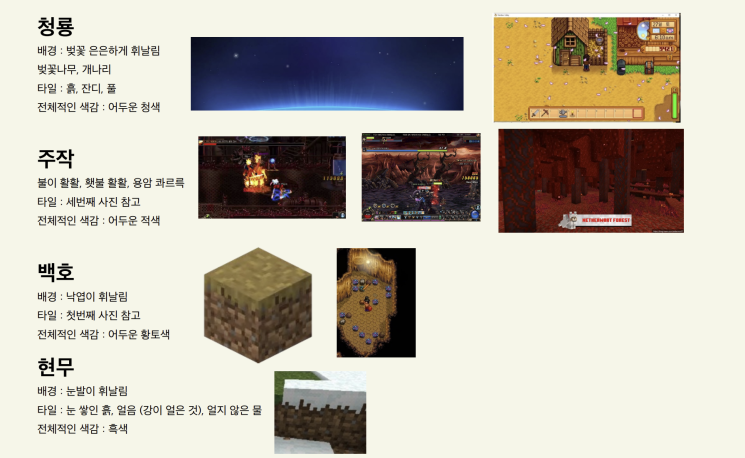 청룡
배경 : 벚꽃 은은하게 휘날림
벚꽃나무, 개나리
타일 : 흙, 잔디, 풀
전체적인 색감 : 어두운 청색
주작
불이 활활, 횃불 활활, 용암 콰르륵
타일 : 세번째 사진 참고
전체적인 색감 : 어두운 적색
NETHERWART FOREST
백호
배경 : 낙엽이 휘날림
타일 : 첫번째 사진 참고
전체적인 색감 : 어두운 황토색
현무
배경 : 눈발이 휘날림
타일 : 눈 쌓인 흙, 얼음 (강이 얼은 것), 얼지 않은 물
전체적인 색감 : 흑색